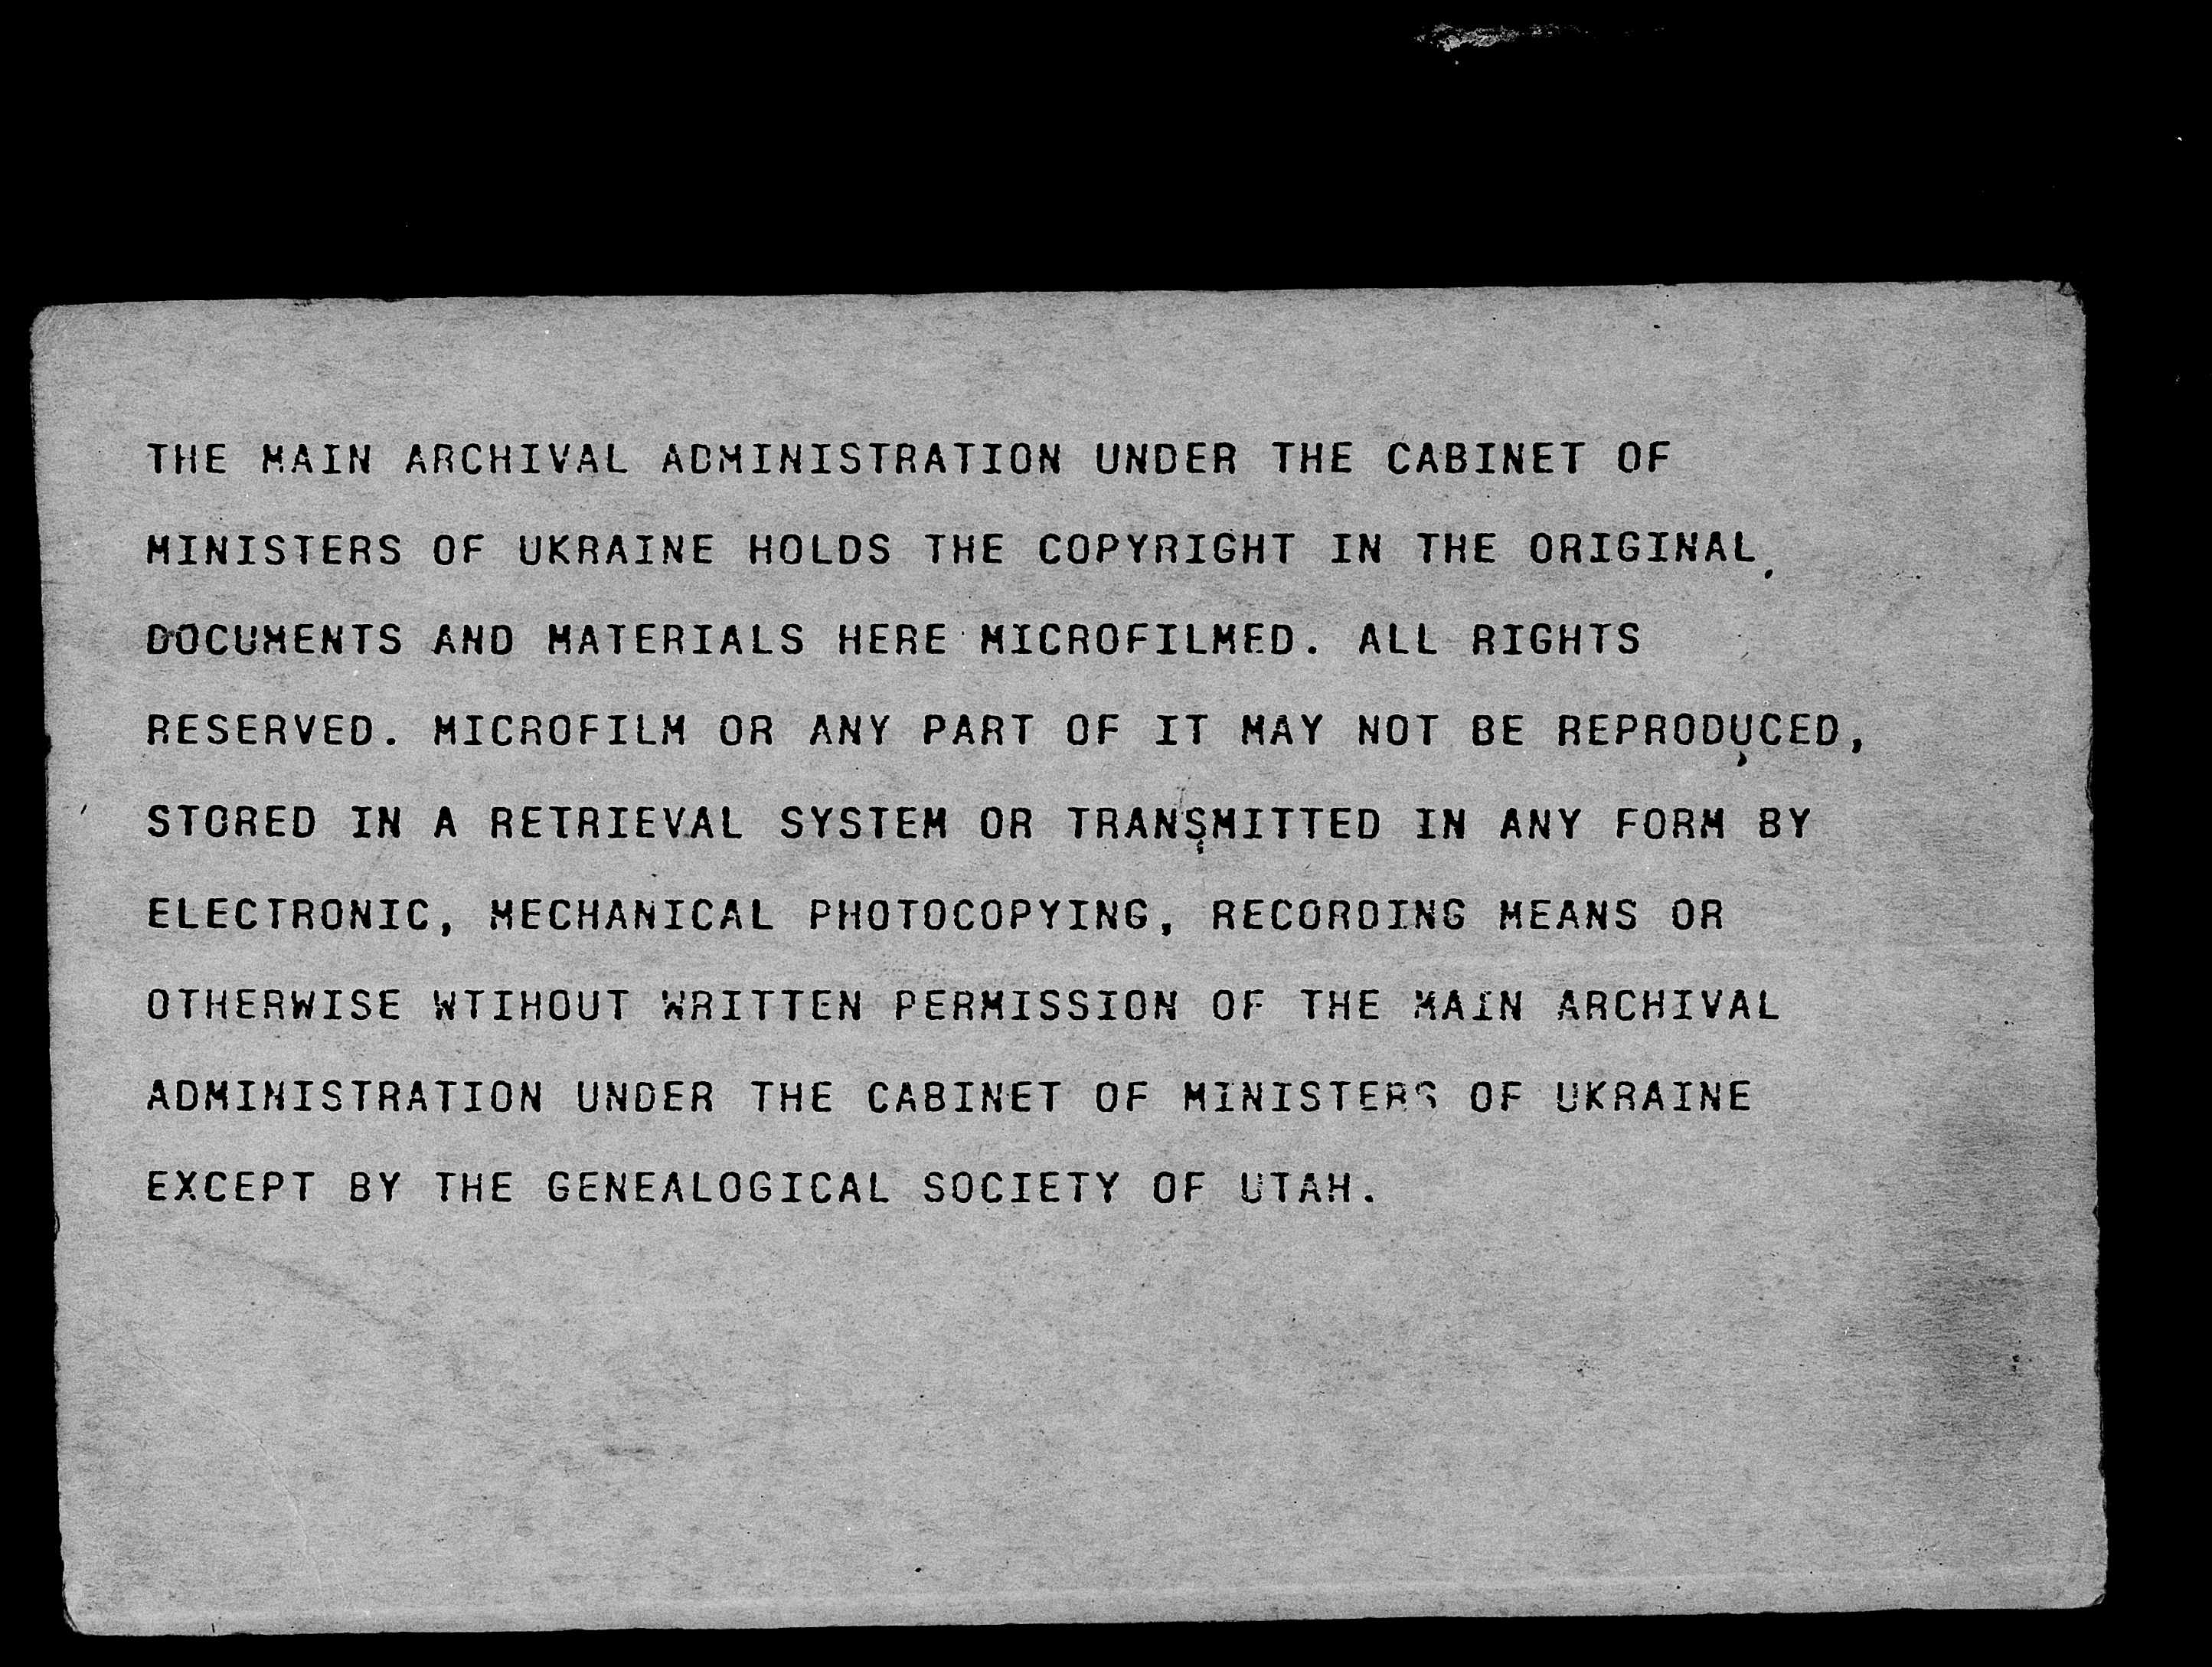 THE MAIN ARCHIVAL ADMINISTRATION UNDER THE CABINET OF
MINISTERS OF UKRAINE HOLDS THE COPYRIGHT IN THE ORIGINAL
DOCUMENTS AND MATERIALS HERE MICROFILMED. ALL RIGHTS
RESERVED. MICROFILM OR ANY PART OF IT MAY NOT BE REPRODUCED,
STORED IN A RETRIEVAL SYSTEM OR TRANSMITTED IN ANY FORM BY
ELECTRONIC, MECHANICAL PHOTOCOPYING, RECORDING MEANS OR
OTHERWISE WTIHOUT WRITTEN PERMISSION OF THE MAIN ARCHIVAL
ADMINISTRATION UNDER THE CABINET OF MINISTERS OF UKRAINE
EXCEPT BY THE GENEALOGICAL SOCIETY OF UTAH.